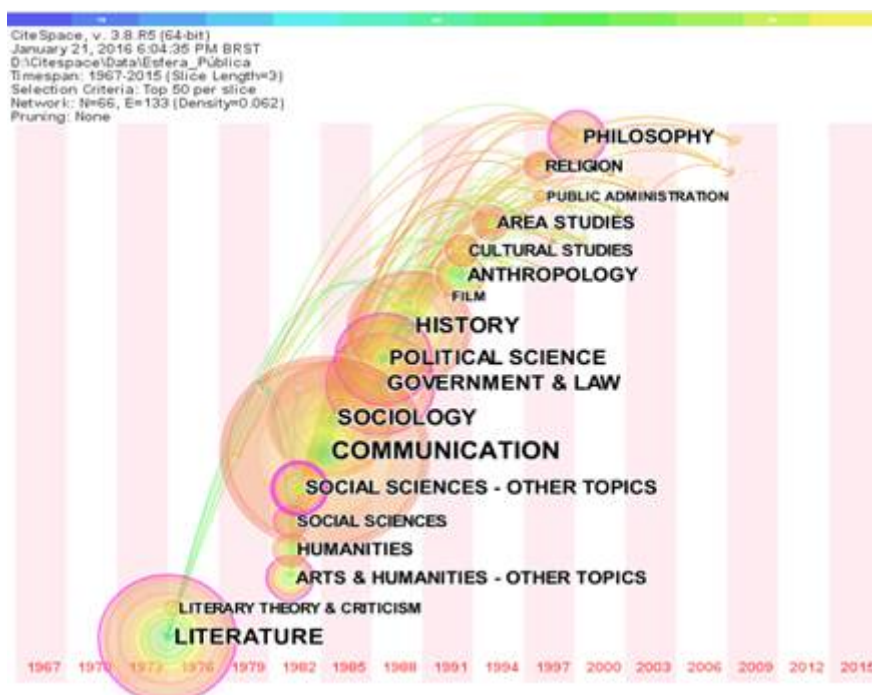 CiteSpace, v. 3.8.R5 (64-bit)
January 21, 2016 6:04:35 PM BRST
D:\Citespace\Data\Esfera_Pública
Timespan: 1967-2015 (Slice Length=3)
Selection Criteria: Top 50 per slice
Network: N=66, E=133 (Density=0.062)
Pruning: None
PHILOSOPHY
RELIGION
PUBLIC ADMINISTRATION
AREA STUDIES
CULTURAL STUDIES
ANTHROPOLOGY
FILM
HISTORY
POLITICAL SCIENCE
GOVERNMENT & LAW
SOCIOLOGY
COMMUNICATION
SOCIAL SCIENCES - OTHER TOPICS
SOCIAL SCIENCES
HUMANITIES
ARTS & HUMANITIES - OTHER TOPICS
LITERARY THEORY & CRITICISM
LITERATURE
1967 1970 1973 1976 1979 1982 1985 1988 1991 1994 1997 2000 2003 2006 2009 2012 2015